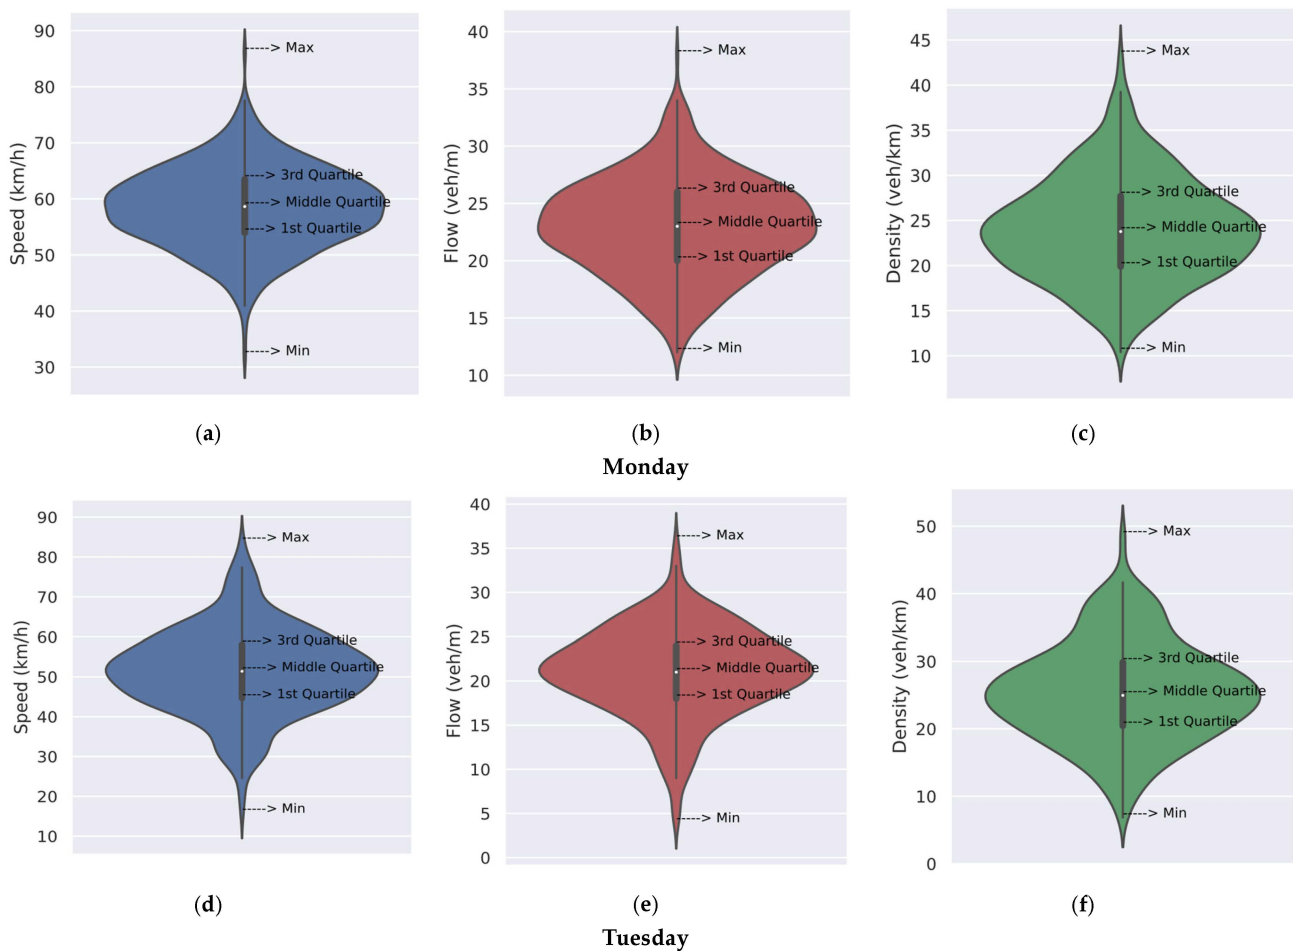 90
80
70
60
50
40
30
Speed (km/h)
----> Max
----> 3rd Quartile
----> Middle Quartile
----> 1st Quartile
----> Min
(a)
40
35
30
25
20
15
10
Flow (veh/m)
----> Max
----> 3rd Quartile
----> Middle Quartile
----> 1st Quartile
----> Min
(b)
45
40
35
30
25
20
15
10
Density (veh/km)
----> Max
----> 3rd Quartile
----> Middle Quartile
----> 1st Quartile
----> Min
(c)
Monday
90
80
70
60
50
40
30
20
10
Speed (km/h)
----> Max
----> 3rd Quartile
----> Middle Quartile
----> 1st Quartile
----> Min
(d)
40
35
30
25
20
15
10
5
0
Flow (veh/m)
----> Max
----> 3rd Quartile
----> Middle Quartile
----> 1st Quartile
----> Min
(e)
50
40
30
20
10
0
Density (veh/km)
----> Max
----> 3rd Quartile
----> Middle Quartile
----> 1st Quartile
----> Min
(f)
Tuesday